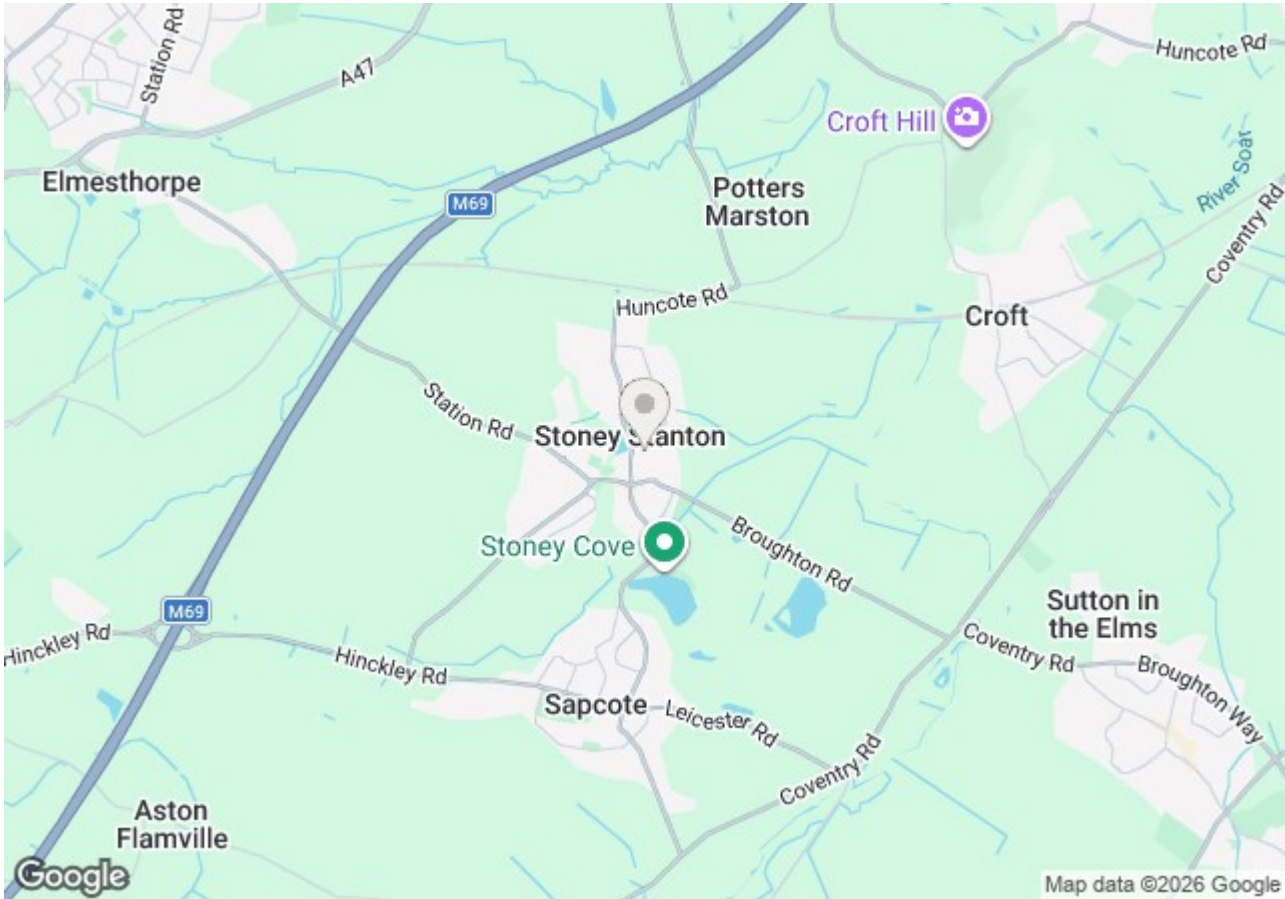 Station Rd
A47
Huncote Rd
Croft Hill
River Soar
Elmesthorpe
M69
Potters
Marston
Coventry Rd
Huncote Rd
Croft
Station Rd
Stoney Stanton
Stoney Cove
Broughton Rd
M69
Sutton in
the Elms
Hinckley Rd
Hinckley Rd
Coventry Rd
Broughton Way
Sapcote
Leicester Rd
Coventry Rd
Aston
Flamville
Google
Map data ©2026 Google